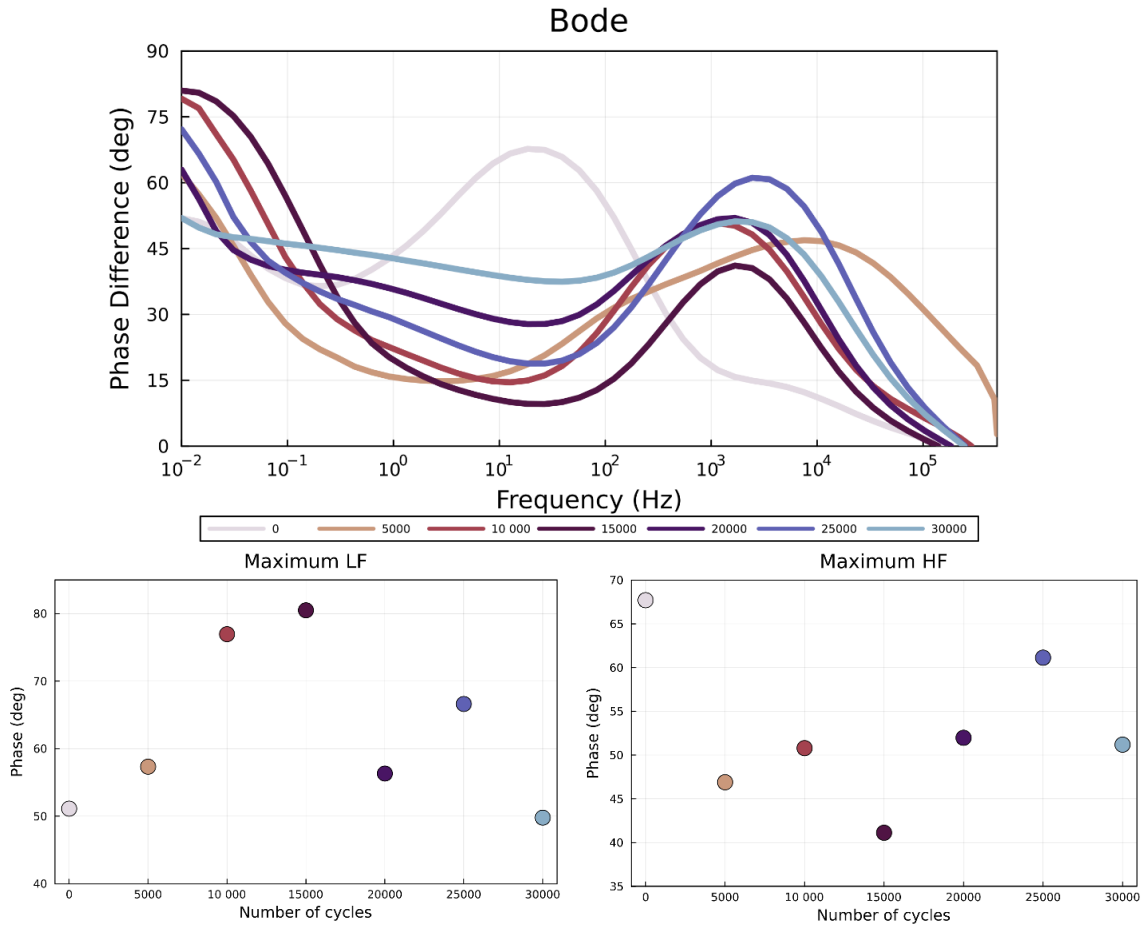 Bode
Phase Difference (deg)
90
75
60
45
30
15
0
10⁻² 10⁻¹ 10⁰ 10¹ 10² 10³ 10⁴ 10⁵
Frequency (Hz)
0 5000 10 000 15000 20000 25000 30000
Maximum LF
Phase (deg)
80
70
60
50
40
0 5000 10 000 15000 20000 25000 30000
Number of cycles
Maximum HF
Phase (deg)
70
65
60
55
50
45
40
35
0 5000 10 000 15000 20000 25000 30000
Number of cycles